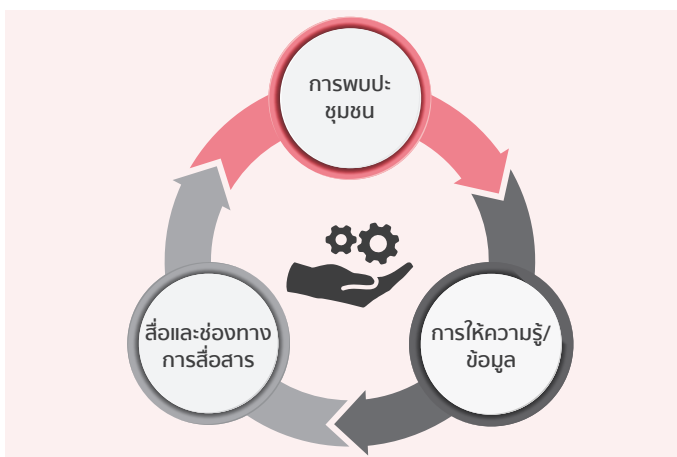 การพบปะ
ชุมชน
สื่อและช่องทาง
การสื่อสาร
การให้ความรู้/
ข้อมูล